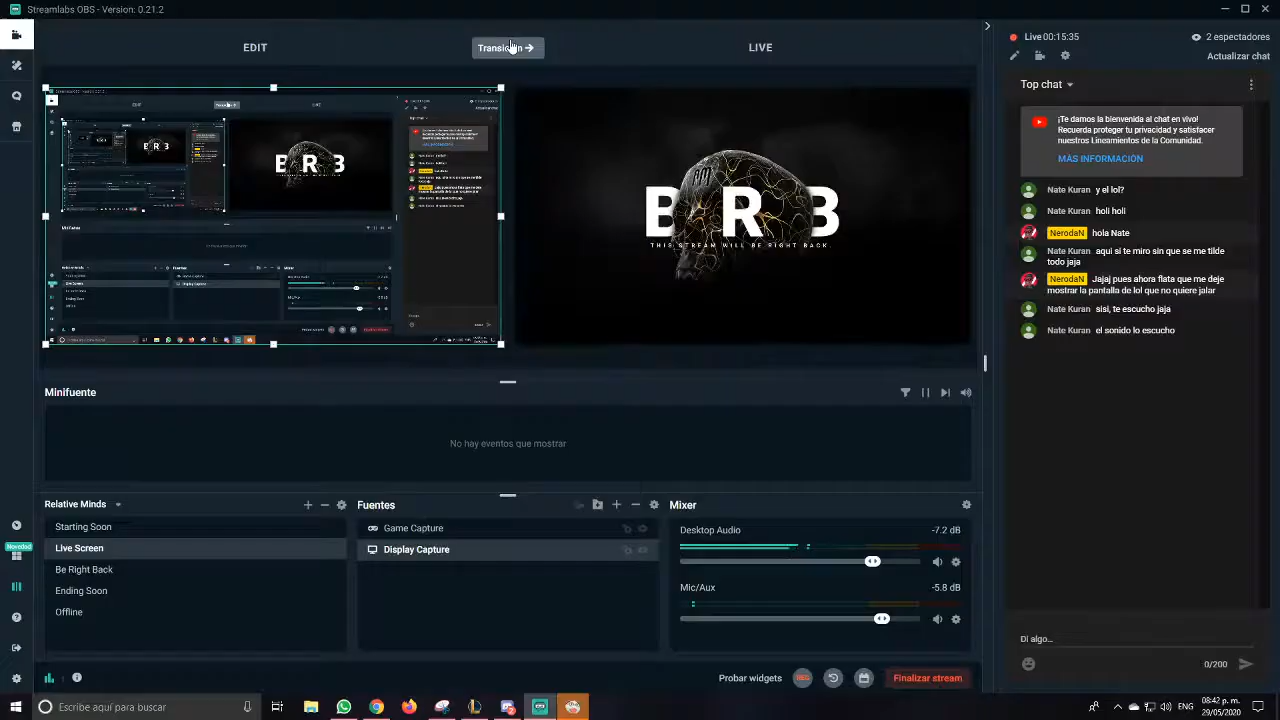 Streamlabs OBS - Version: 0.21.2
EDIT
Transición
LIVE
BRB
THIS STREAM WILL BE RIGHT BACK.
Live 00:15:35
2 espectadores
Actualizar chat
Top chat
¡Te damos la bienvenida al chat en vivo!
Recuerda proteger tu privacidad y obedecer
nuestros Lineamientos de la comunidad.
MÁS INFORMACIÓN
Nate Kuran y el lol?
Nate Kuran holi holi
NerodaN hola Nate
Nate Kuran aqui si te miro sin que se me tilde
todo jaja
NerodaN Jajaj pues ahora veo que me deje
mostrar la pantalla de lol que no quiere jalar
Nate Kuran sisi, te escucho jaja
Nate Kuran el sonido lo escucho
Minifuente
No hay eventos que mostrar
Relative Minds
Starting Soon
Live Screen
Be Right Back
Ending Soon
Offline
Fuentes
Game Capture
Display Capture
Mixer
Desktop Audio
-7.2 dB
Mic/Aux
-5.8 dB
Novedad
Di algo...
0/200
1
Probar widgets
REC
Finalizar stream
Escribe aquí para buscar
ENG
08:42 p. m.
29/05/2020